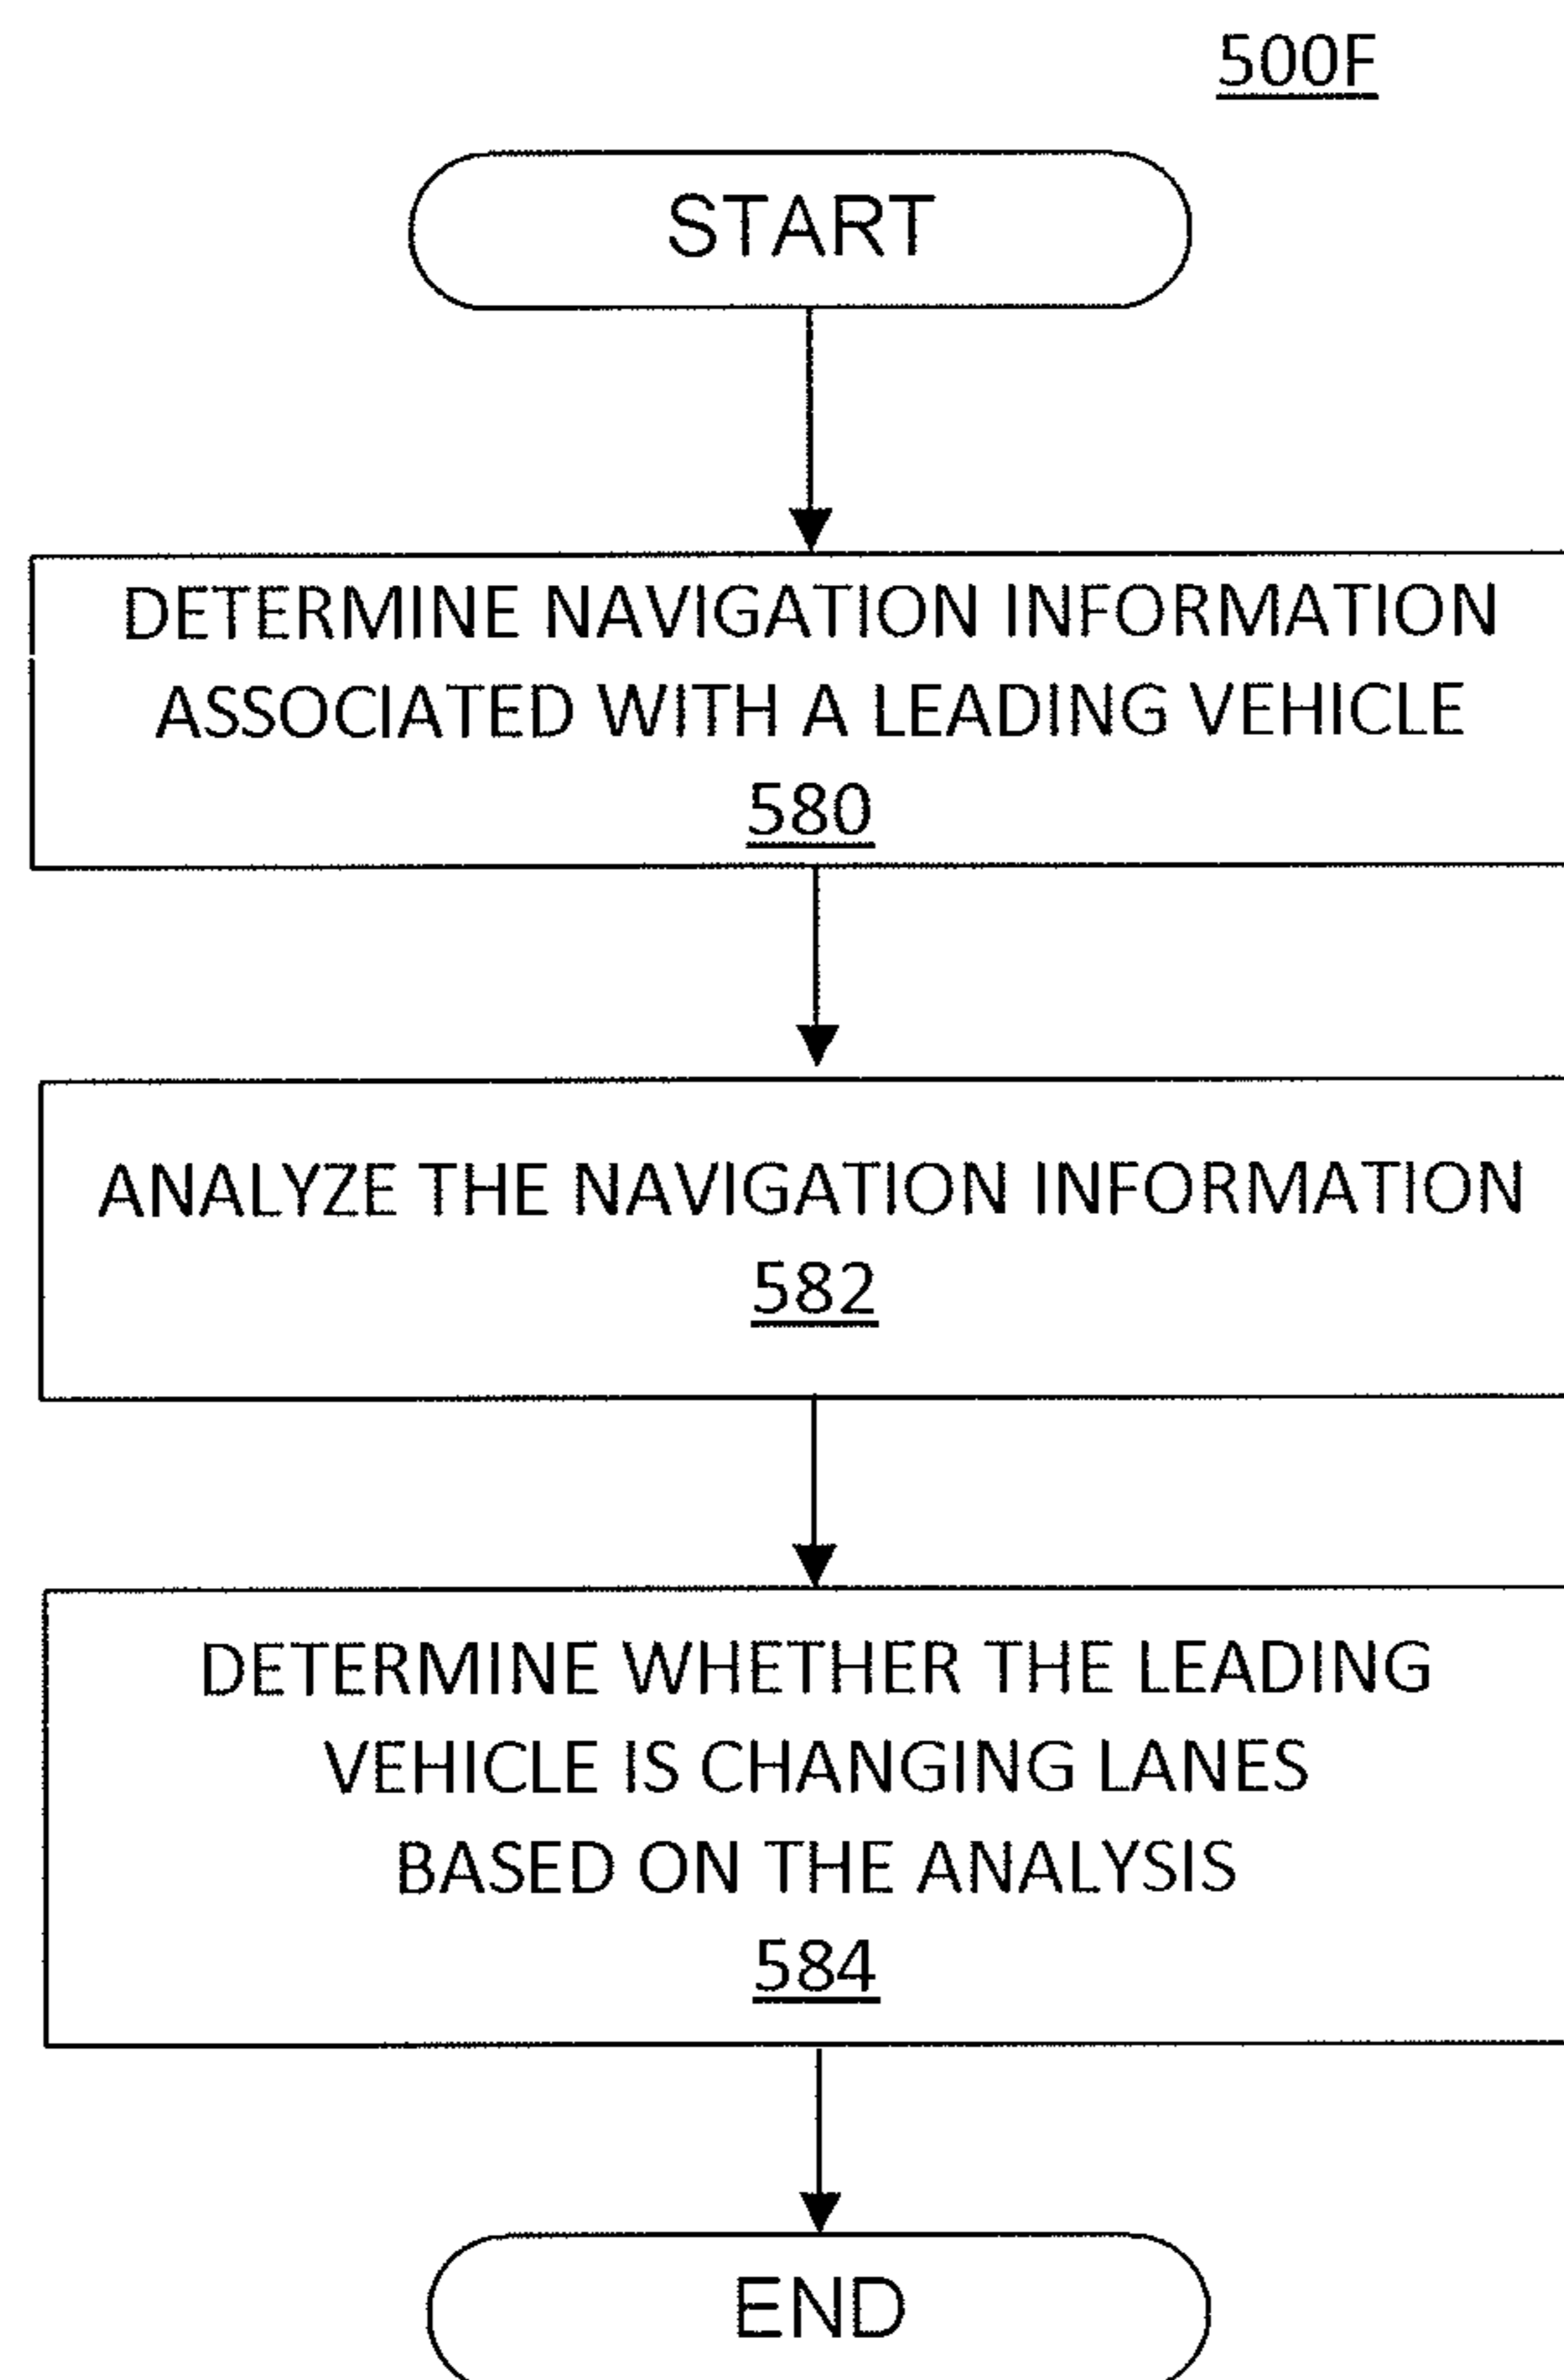 500F
START
DETERMINE NAVIGATION INFORMATION
ASSOCIATED WITH A LEADING VEHICLE
580
ANALYZE THE NAVIGATION INFORMATION
582
DETERMINE WHETHER THE LEADING
VEHICLE IS CHANGING LANES
BASED ON THE ANALYSIS
584
END